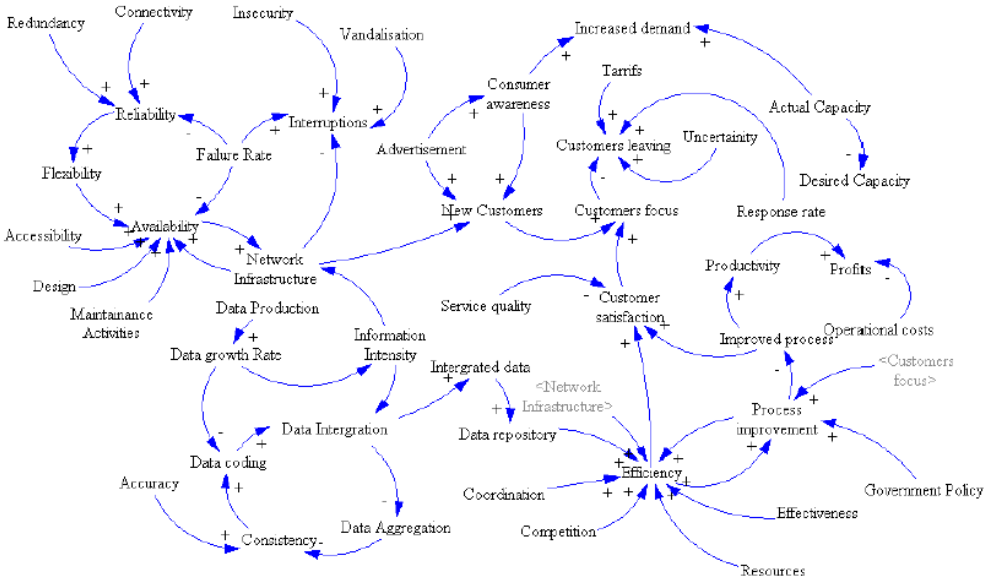 Redundancy
Connectivity
Insecurity
Vandalisation
Increased demand
Tarrifs
Consumer
awareness
Actual Capacity
Reliability
Interruptions
Failure Rate
Advertisement
Customers leaving
Uncertainity
Flexibility
Desired Capacity
New Customers
Customers focus
Response rate
Accessibility
Availability
Network
Infrastructure
Productivity
Profits
Design
Maintainance
Activities
Data Production
Service quality
Customer
satisfaction
Operational costs
Information
Intensity
Improved process
Data growth Rate
Intergrated data
<Network
Infrastructure>
<Customers
focus>
Data Intergration
Data repository
Process
improvement
Data coding
Accuracy
Efficiency
Coordination
Government Policy
Competition
Effectiveness
Consistency
Data Aggregation
Resources